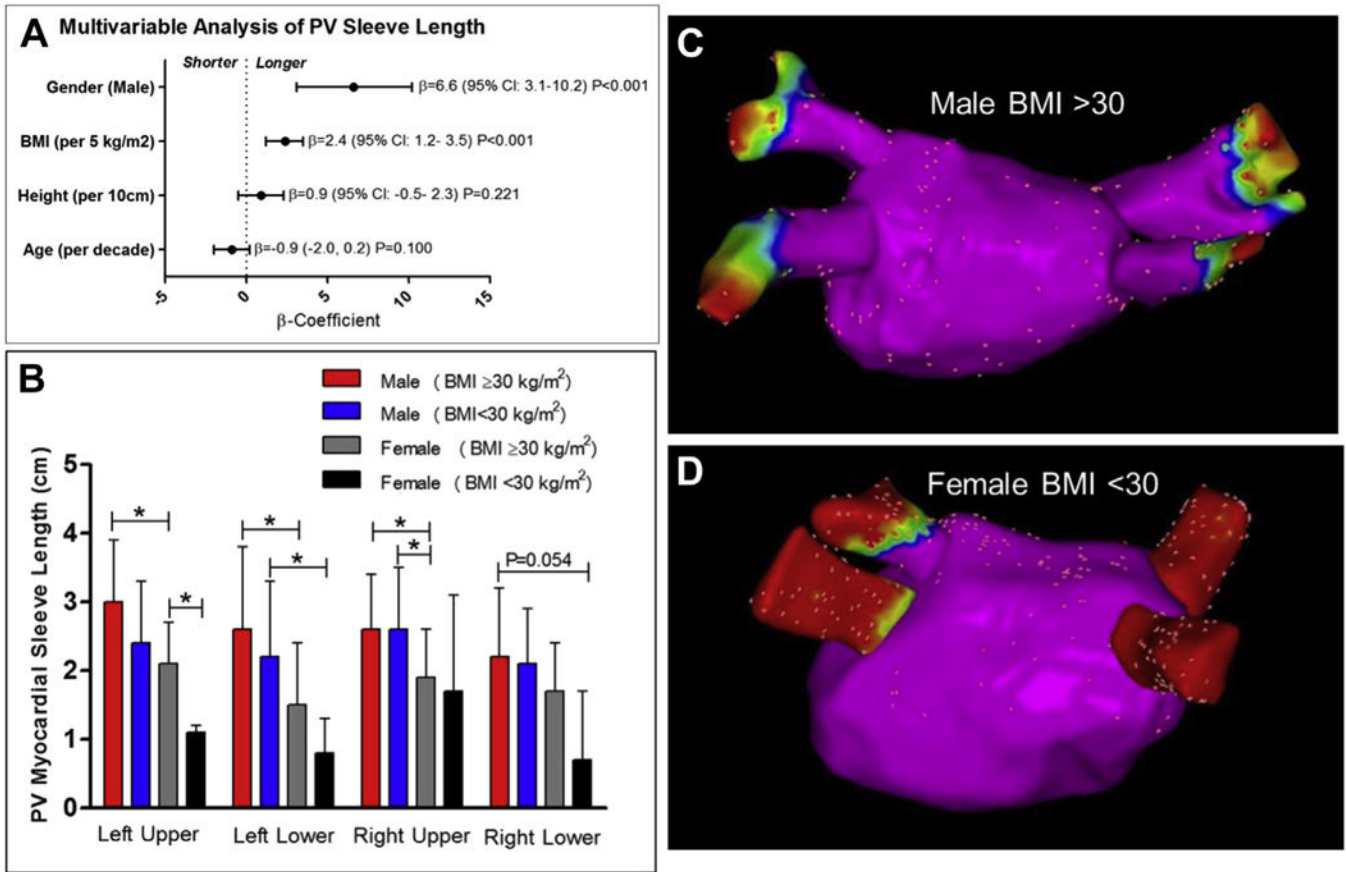 A Multivariable Analysis of PV Sleeve Length
Shorter Longer
Gender (Male) β=6.6 (95% CI: 3.1-10.2) P<0.001
BMI (per 5 kg/m2) β=2.4 (95% CI: 1.2- 3.5) P<0.001
Height (per 10cm) β=0.9 (95% CI: -0.5- 2.3) P=0.221
Age (per decade) β=-0.9 (-2.0, 0.2) P=0.100
-5 0 5 10 15
β-Coefficient
B
Male ( BMI ≥30 kg/m²)
Male ( BMI<30 kg/m²)
Female ( BMI ≥30 kg/m²)
Female ( BMI <30 kg/m²)
PV Myocardial Sleeve Length (cm)
5
4
3
2
1
0
* * * * * *
P=0.054
Left Upper Left Lower Right Upper Right Lower
C
Male BMI >30
D
Female BMI <30